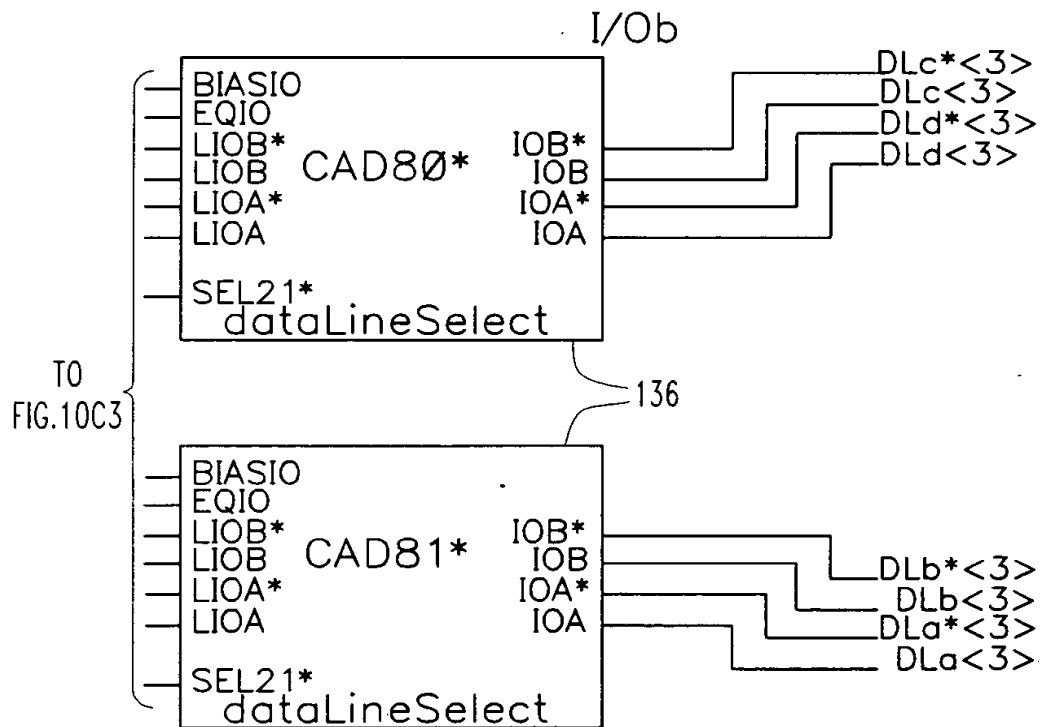 I/Ob
BIASIO
EQIO
LIOB*
LIOB
LIOA*
LIOA
SEL21*
CAD80*
dataLineSelect
IOB*
IOB
IOA*
IOA
DLc*<3>
DLc<3>
DLd*<3>
DLd<3>
TO
FIG.10C3
136
BIASIO
EQIO
LIOB*
LIOB
LIOA*
LIOA
SEL21*
CAD81*
dataLineSelect
IOB*
IOB
IOA*
IOA
DLb*<3>
DLb<3>
DLa*<3>
DLa<3>